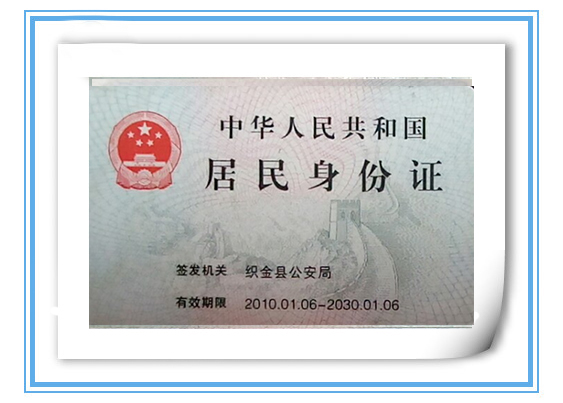 中华人民共和国
居民身份证
签发机关 织金县公安局
有效期限 2010.01.06-2030.01.06